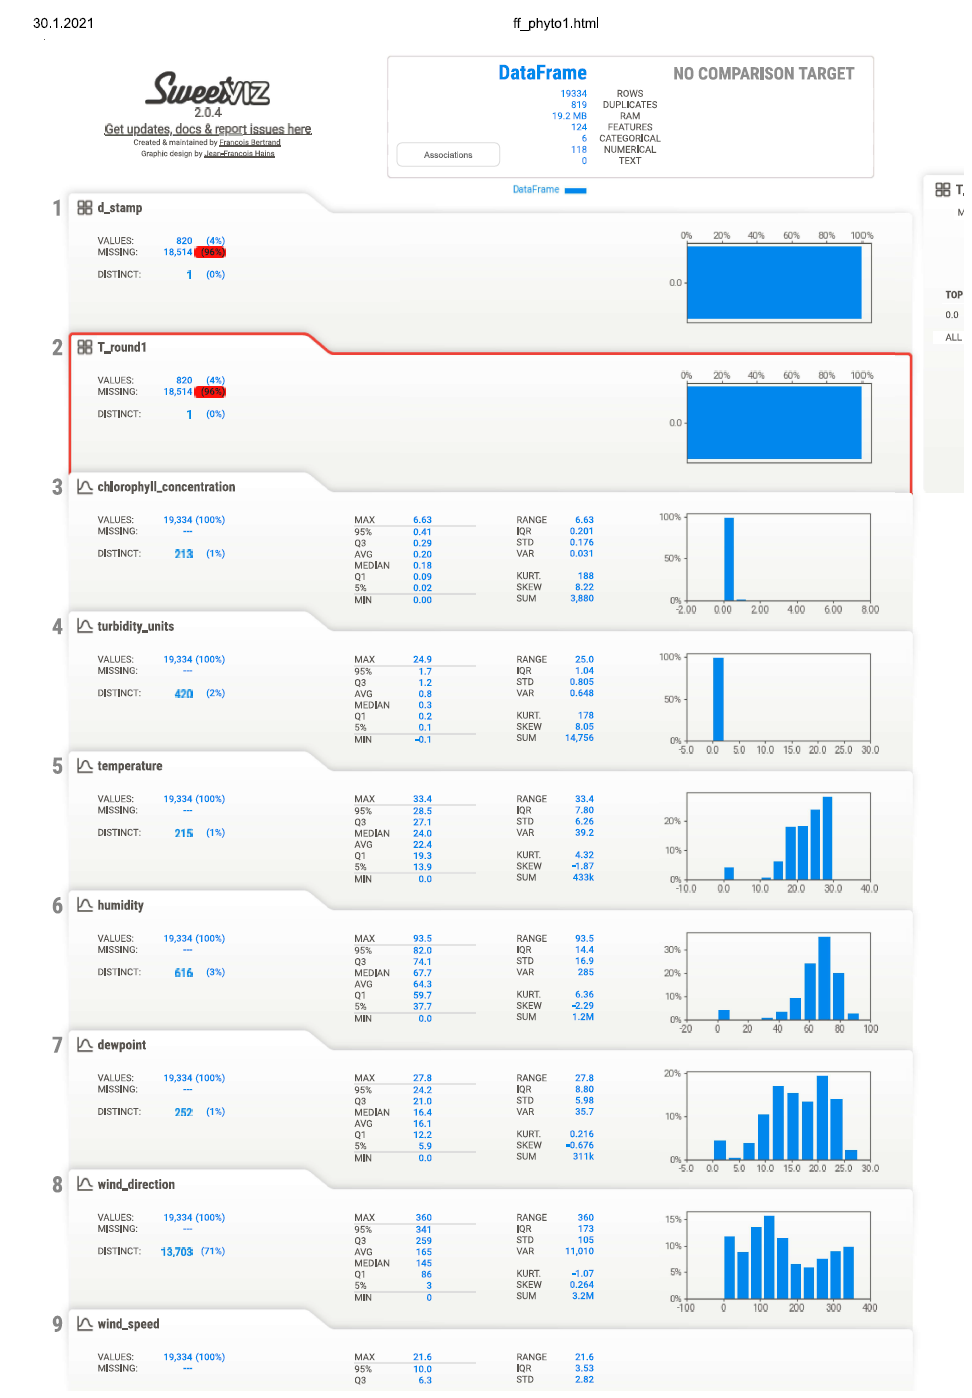 30.1.2021
ff_phyto1.html
SweetVIZ
2.0.4
Get updates, docs & report issues here
Created & maintained by Francois Bertrand
Graphic design by Jean-Francois Hains
DataFrame
NO COMPARISON TARGET
19334 ROWS
819 DUPLICATES
19.2 MB RAM
124 FEATURES
6 CATEGORICAL
118 NUMERICAL
0 TEXT
Associations
DataFrame
1 d_stamp
VALUES: 820 (4%)
MISSING: 18,514 (96%)
DISTINCT: 1 (0%)
0% 20% 40% 60% 80% 100%
0.0
T_
M
TOP
0.0
ALL
2 T_round1
VALUES: 820 (4%)
MISSING: 18,514 (96%)
DISTINCT: 1 (0%)
0% 20% 40% 60% 80% 100%
0.0
3 chlorophyll_concentration
VALUES: 19,334 (100%)
MISSING: ---
DISTINCT: 213 (1%)
MAX 6.63
95% 0.41
Q3 0.29
AVG 0.20
MEDIAN 0.18
Q1 0.09
5% 0.02
MIN 0.00
RANGE 6.63
IQR 0.201
STD 0.176
VAR 0.031
KURT. 188
SKEW 8.22
SUM 3,880
100%
50%
0%
-2.00 0.00 2.00 4.00 6.00 8.00
4 turbidity_units
VALUES: 19,334 (100%)
MISSING: ---
DISTINCT: 420 (2%)
MAX 24.9
95% 1.7
Q3 1.2
AVG 0.8
MEDIAN 0.3
Q1 0.2
5% 0.1
MIN -0.1
RANGE 25.0
IQR 1.04
STD 0.805
VAR 0.648
KURT. 178
SKEW 8.05
SUM 14,756
100%
50%
0%
-5.0 0.0 5.0 10.0 15.0 20.0 25.0 30.0
5 temperature
VALUES: 19,334 (100%)
MISSING: ---
DISTINCT: 215 (1%)
MAX 33.4
95% 28.5
Q3 27.1
MEDIAN 24.0
AVG 22.4
Q1 19.3
5% 13.9
MIN 0.0
RANGE 33.4
IQR 7.80
STD 6.26
VAR 39.2
KURT. 4.32
SKEW -1.87
SUM 433k
20%
10%
0%
-10.0 0.0 10.0 20.0 30.0 40.0
6 humidity
VALUES: 19,334 (100%)
MISSING: ---
DISTINCT: 616 (3%)
MAX 93.5
95% 82.0
Q3 74.1
MEDIAN 67.7
AVG 64.3
Q1 59.7
5% 37.7
MIN 0.0
RANGE 93.5
IQR 14.4
STD 16.9
VAR 285
KURT. 6.36
SKEW -2.29
SUM 1.2M
30%
20%
10%
0%
-20 0 20 40 60 80 100
7 dewpoint
VALUES: 19,334 (100%)
MISSING: ---
DISTINCT: 252 (1%)
MAX 27.8
95% 24.2
Q3 21.0
MEDIAN 16.4
AVG 16.1
Q1 12.2
5% 5.9
MIN 0.0
RANGE 27.8
IQR 8.80
STD 5.98
VAR 35.7
KURT. 0.216
SKEW -0.676
SUM 311k
20%
10%
0%
-5.0 0.0 5.0 10.0 15.0 20.0 25.0 30.0
8 wind_direction
VALUES: 19,334 (100%)
MISSING: ---
DISTINCT: 13,703 (71%)
MAX 360
95% 341
Q3 259
AVG 165
MEDIAN 145
Q1 86
5% 3
MIN 0
RANGE 360
IQR 173
STD 105
VAR 11,010
KURT. -1.07
SKEW 0.264
SUM 3.2M
15%
10%
5%
0%
-100 0 100 200 300 400
9 wind_speed
VALUES: 19,334 (100%)
MISSING: ---
MAX 21.6
95% 10.0
Q3 6.3
RANGE 21.6
IQR 3.53
STD 2.82